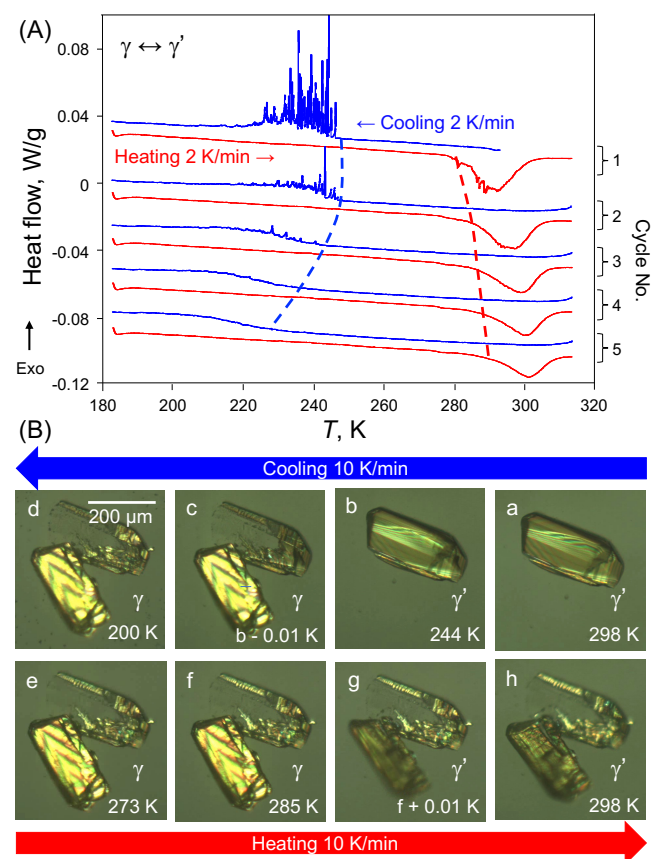 (A)
γ ↔ γ’
Heat flow, W/g
0.08
0.04
0
-0.04
-0.08
-0.12
← Cooling 2 K/min
Heating 2 K/min →
1
2
3
4
5
Cycle No.
Exo
180
200
220
240
260
280
300
320
T, K
(B)
Cooling 10 K/min
d
200 μm
γ
200 K
c
γ
b - 0.01 K
b
γ’
244 K
a
γ’
298 K
e
γ
273 K
f
γ
285 K
g
γ’
f + 0.01 K
h
γ’
298 K
Heating 10 K/min